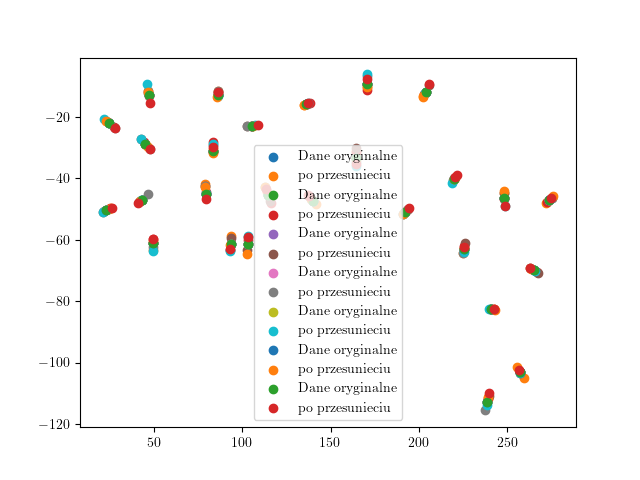 −20
−40
−60
−80
−100
−120
50
100
150
200
250
Dane oryginalne
po przesunieciu
Dane oryginalne
po przesunieciu
Dane oryginalne
po przesunieciu
Dane oryginalne
po przesunieciu
Dane oryginalne
po przesunieciu
Dane oryginalne
po przesunieciu
Dane oryginalne
po przesunieciu